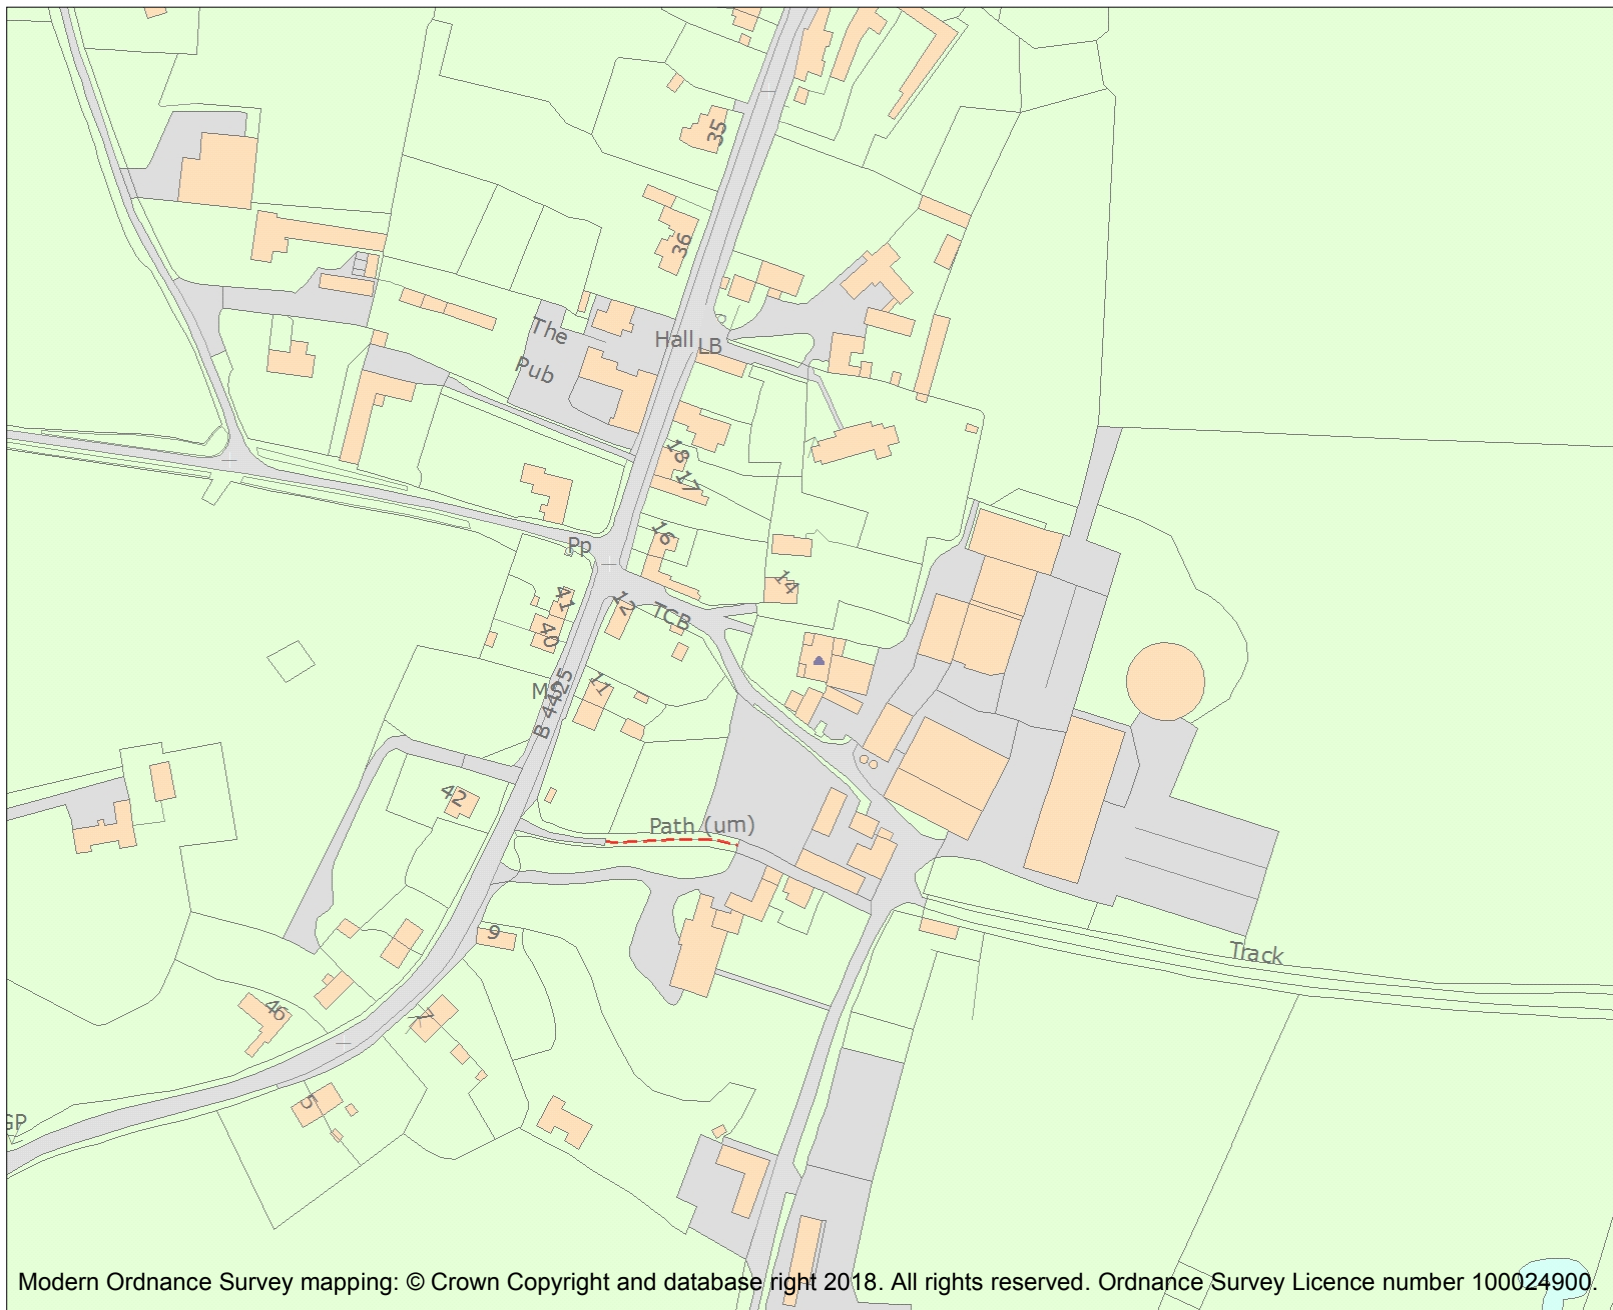 35
36
The
Pub
Hall
LB
18
17
16
Pp
14
41
12
TCB
40
11
B 4425
42
Path (um)
9
Track
46
7
5
GP
Modern Ordnance Survey mapping: © Crown Copyright and database right 2018. All rights reserved. Ordnance Survey Licence number 100024900.